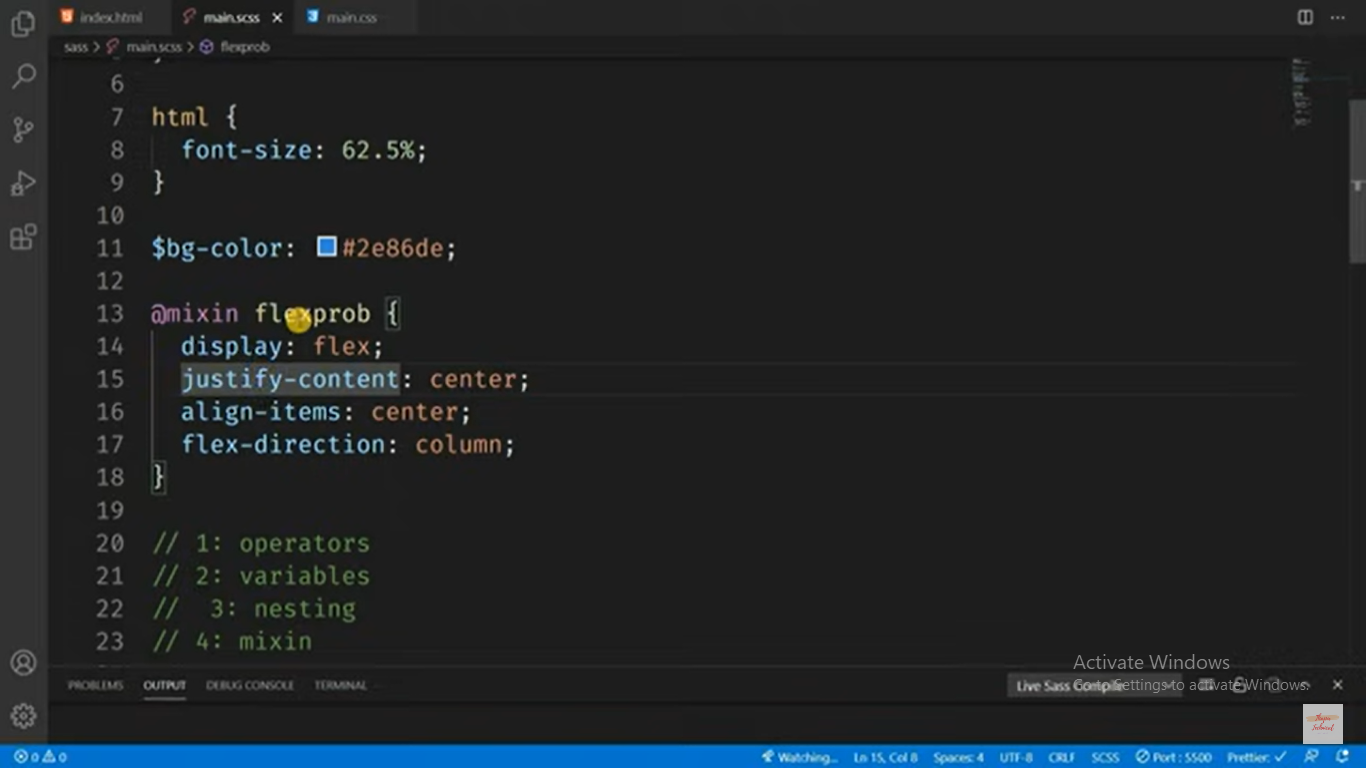 index.html main.scss main.css
sass > main.scss > flexprob
6
7 html {
8 font-size: 62.5%;
9 }
10
11 $bg-color: #2e86de;
12
13 @mixin flexprob {
14 display: flex;
15 justify-content: center;
16 align-items: center;
17 flex-direction: column;
18 }
19
20 // 1: operators
21 // 2: variables
22 //  3: nesting
23 // 4: mixin
Activate Windows
Go to Settings to activate Windows.
PROBLEMS OUTPUT DEBUG CONSOLE TERMINAL Live Sass Compile
0 0 Watching... Ln 15, Col 8 Spaces: 4 UTF-8 CRLF SCSS Port : 5500 Prettier: ✓